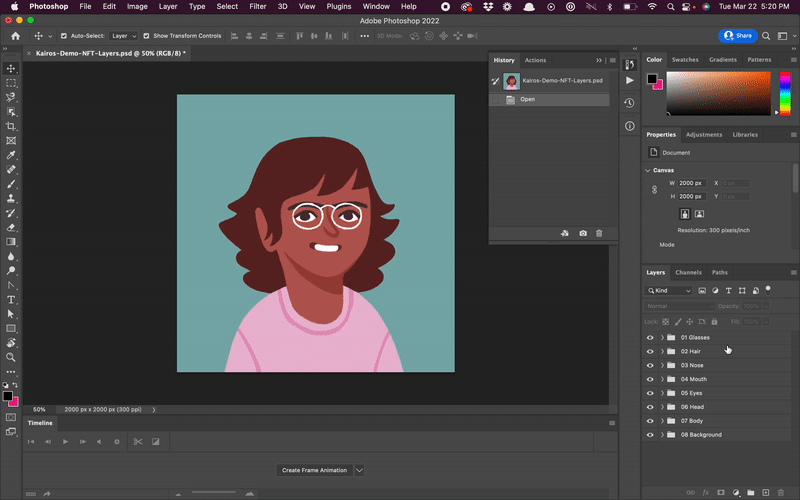 Photoshop File Edit Image Layer Type Select Filter 3D View Plugins Window Help Tue Mar 22 5:20 PM
Adobe Photoshop 2022
Auto-Select: Layer Show Transform Controls 3D Mode: Share
Kairos-Demo-NFT-Layers.psd @ 50% (RGB/8) *
History Actions
Kairos-Demo-NFT-Layers.psd
Open
Color Swatches Gradients Patterns
Properties Adjustments Libraries
Document
Canvas
W 2000 px X 0 px
H 2000 px Y 0 px
Resolution: 300 pixels/inch
Mode
Layers Channels Paths
Kind
Normal Opacity: 100%
Lock: Fill: 100%
01 Glasses
02 Hair
03 Nose
04 Mouth
05 Eyes
06 Head
07 Body
08 Background
50% 2000 px x 2000 px (300 ppi)
Timeline
Create Frame Animation